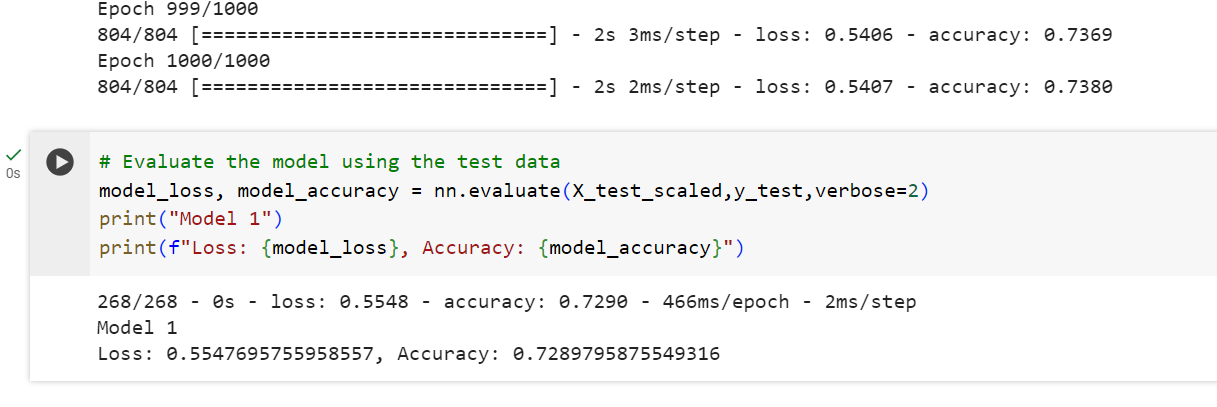 Epoch 999/1000
804/804 [==============================] - 2s 3ms/step - loss: 0.5406 - accuracy: 0.7369
Epoch 1000/1000
804/804 [==============================] - 2s 2ms/step - loss: 0.5407 - accuracy: 0.7380
0s
# Evaluate the model using the test data
model_loss, model_accuracy = nn.evaluate(X_test_scaled,y_test,verbose=2)
print("Model 1")
print(f"Loss: {model_loss}, Accuracy: {model_accuracy}")
268/268 - 0s - loss: 0.5548 - accuracy: 0.7290 - 466ms/epoch - 2ms/step
Model 1
Loss: 0.5547695755958557, Accuracy: 0.7289795875549316